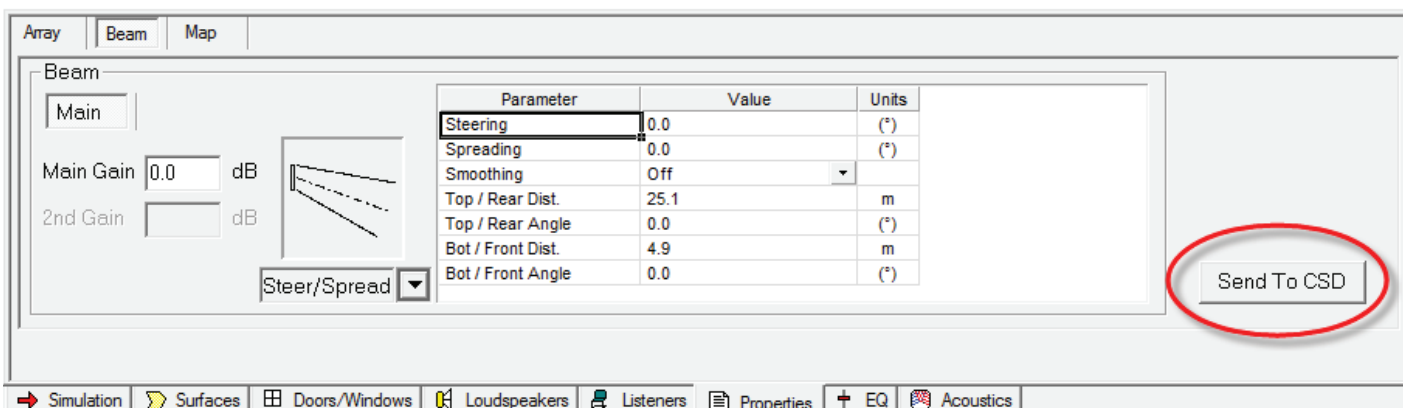 Array Beam Map
Beam
Main
Main Gain 0.0 dB
2nd Gain dB
Steer/Spread
Parameter Value Units
Steering 0.0 (°)
Spreading 0.0 (°)
Smoothing Off
Top / Rear Dist. 25.1 m
Top / Rear Angle 0.0 (°)
Bot / Front Dist. 4.9 m
Bot / Front Angle 0.0 (°)
Send To CSD
Simulation Surfaces Doors/Windows Loudspeakers Listeners Properties EQ Acoustics